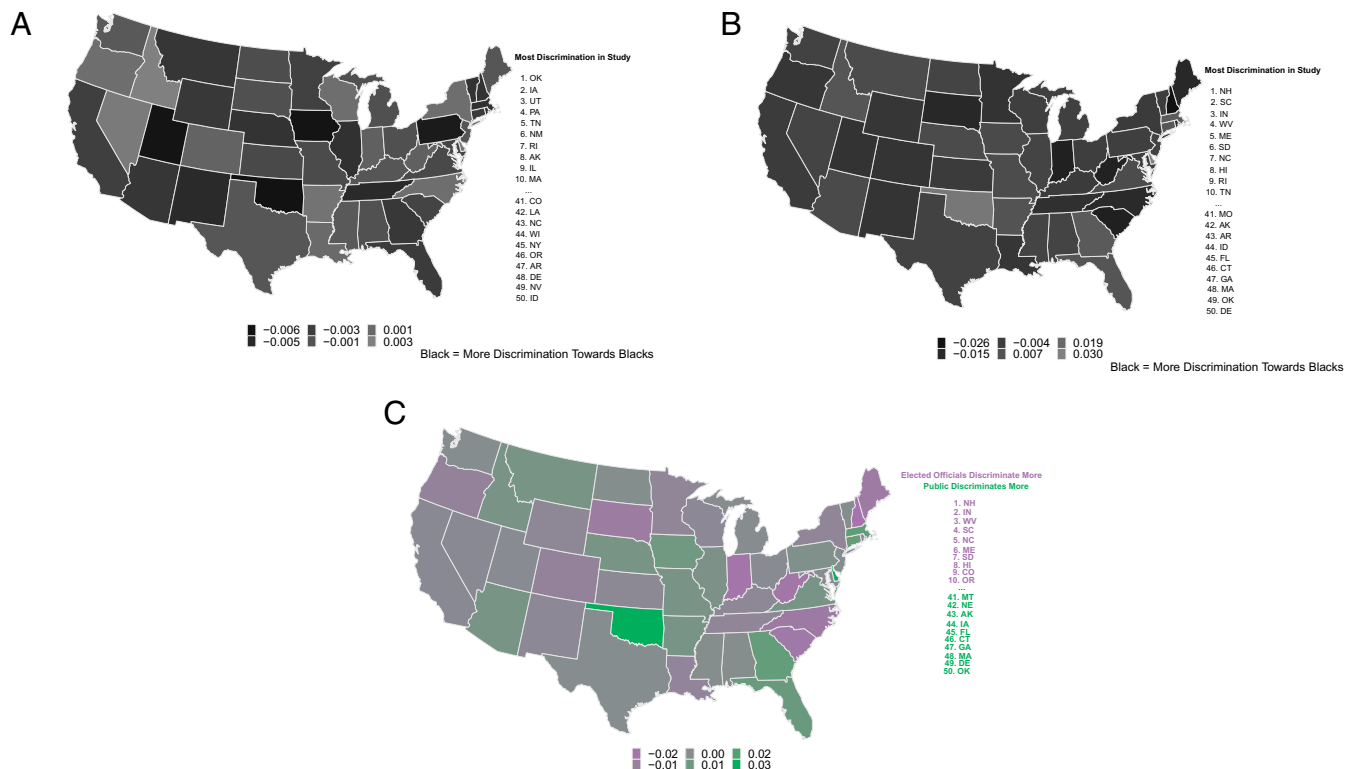 A
Most Discrimination in Study
1. OK
2. IA
3. UT
4. PA
5. TN
6. NM
7. RI
8. AK
9. IL
10. MA
...
41. CO
42. LA
43. NC
44. WI
45. NY
46. OR
47. AR
48. DE
49. NV
50. ID
−0.006 −0.003 0.001
−0.005 −0.001 0.003
Black = More Discrimination Towards Blacks
B
Most Discrimination in Study
1. NH
2. SC
3. IN
4. WV
5. ME
6. SD
7. NC
8. HI
9. RI
10. TN
...
41. MO
42. AK
43. AR
44. ID
45. FL
46. CT
47. GA
48. MA
49. OK
50. DE
−0.026 −0.004 0.019
−0.015 0.007 0.030
Black = More Discrimination Towards Blacks
C
Elected Officials Discriminate More
Public Discriminates More
1. NH
2. IN
3. WV
4. SC
5. NC
6. ME
7. SD
8. HI
9. CO
10. OR
...
41. MT
42. NE
43. AK
44. IA
45. FL
46. CT
47. GA
48. MA
49. DE
50. OK
−0.02 0.00 0.02
−0.01 0.01 0.03